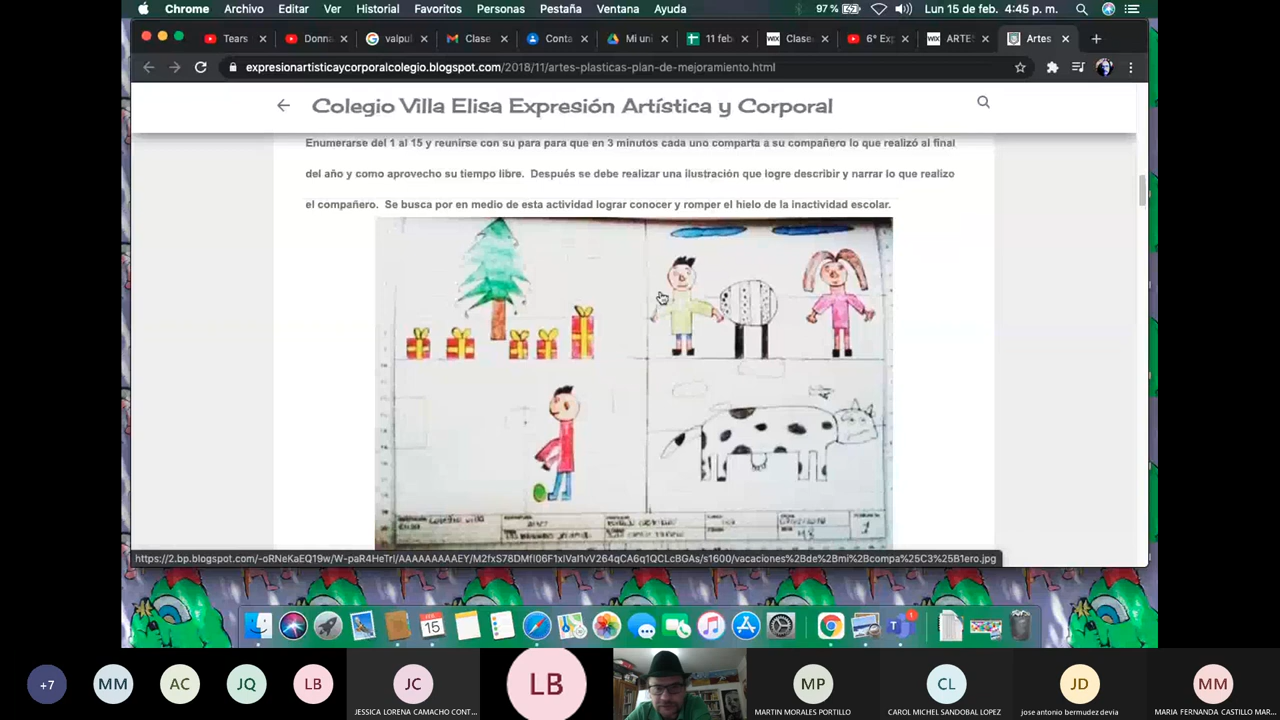 Chrome Archivo Editar Ver Historial Favoritos Personas Pestaña Ventana Ayuda 97 % Lun 15 de feb. 4:45 p. m.
Tears Donna valpul Clase Conta Mi uni 11 feb Clase 6° Exp ARTES Artes
expresionartisticaycorporalcolegio.blogspot.com/2018/11/artes-plasticas-plan-de-mejoramiento.html
Colegio Villa Elisa Expresión Artística y Corporal
Enumerarse del 1 al 15 y reunirse con su para para que en 3 minutos cada uno comparta a su compañero lo que realizó al final
del año y como aprovecho su tiempo libre. Después se debe realizar una ilustración que logre describir y narrar lo que realizo
el compañero. Se busca por en medio de esta actividad lograr conocer y romper el hielo de la inactividad escolar.
1
FEB 15
1
+7 MM AC JQ LB JC LB MP CL JD MM
JESSICA LORENA CAMACHO CONT... MARTIN MORALES PORTILLO CAROL MICHEL SANDOBAL LOPEZ jose antonio bermudez devia MARIA FERNANDA CASTILLO MAR...